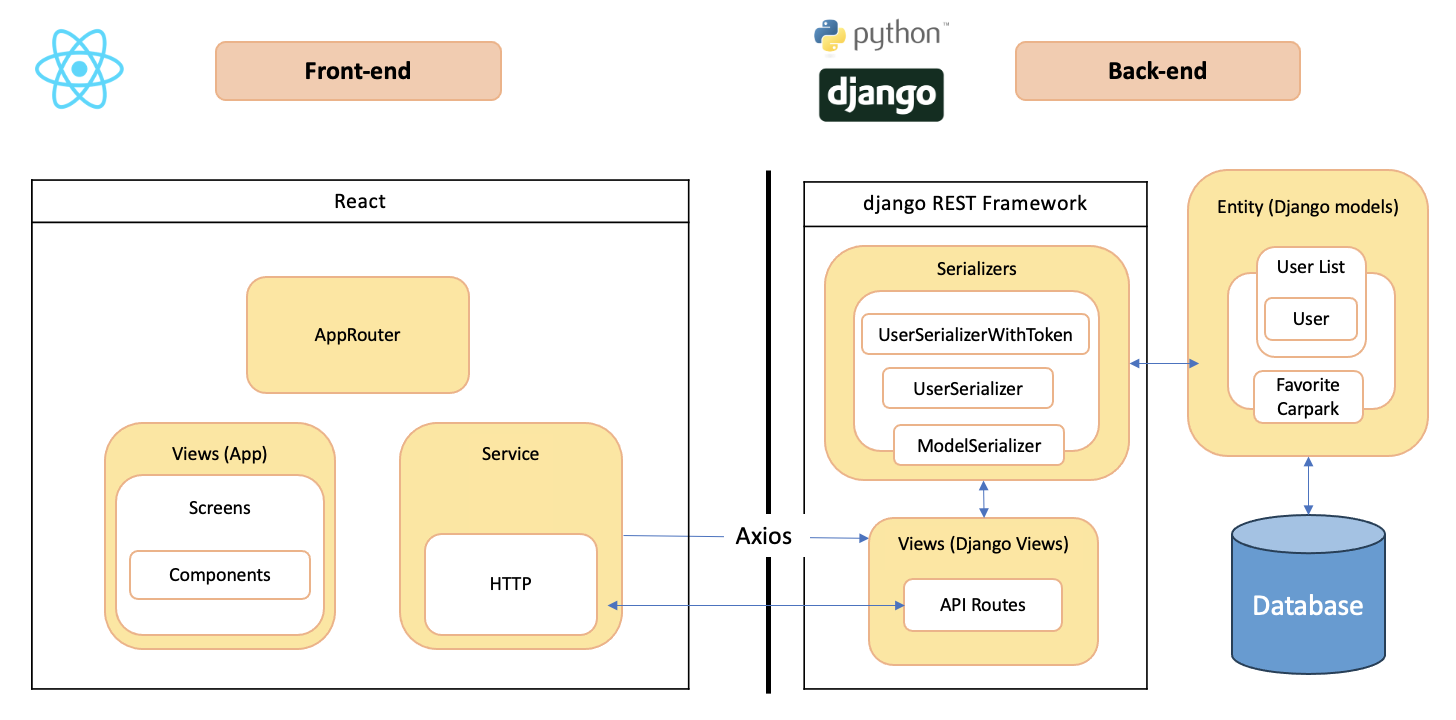 Front-end
python™
django
Back-end
React
AppRouter
Views (App)
Screens
Components
Service
HTTP
Axios
django REST Framework
Serializers
UserSerializerWithToken
UserSerializer
ModelSerializer
Views (Django Views)
API Routes
Entity (Django models)
User List
User
Favorite
Carpark
Database